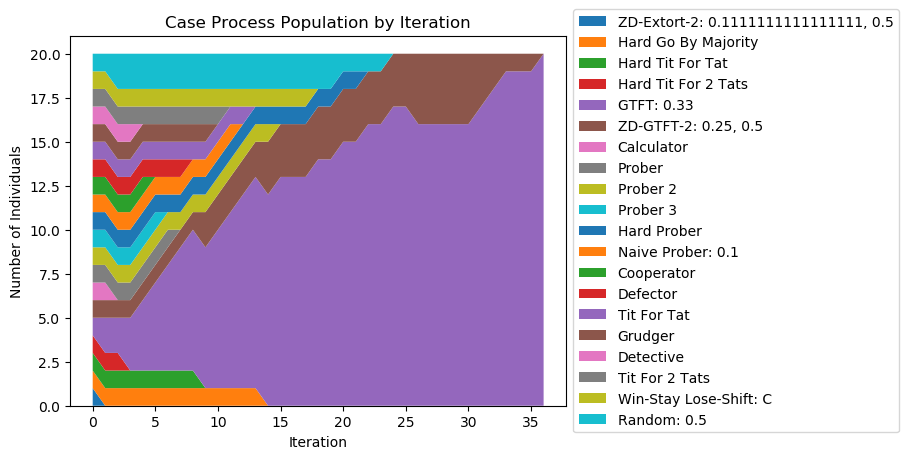 Case Process Population by Iteration
Number of Individuals
20.0
17.5
15.0
12.5
10.0
7.5
5.0
2.5
0.0
0 5 10 15 20 25 30 35
Iteration
ZD-Extort-2: 0.1111111111111111, 0.5
Hard Go By Majority
Hard Tit For Tat
Hard Tit For 2 Tats
GTFT: 0.33
ZD-GTFT-2: 0.25, 0.5
Calculator
Prober
Prober 2
Prober 3
Hard Prober
Naive Prober: 0.1
Cooperator
Defector
Tit For Tat
Grudger
Detective
Tit For 2 Tats
Win-Stay Lose-Shift: C
Random: 0.5